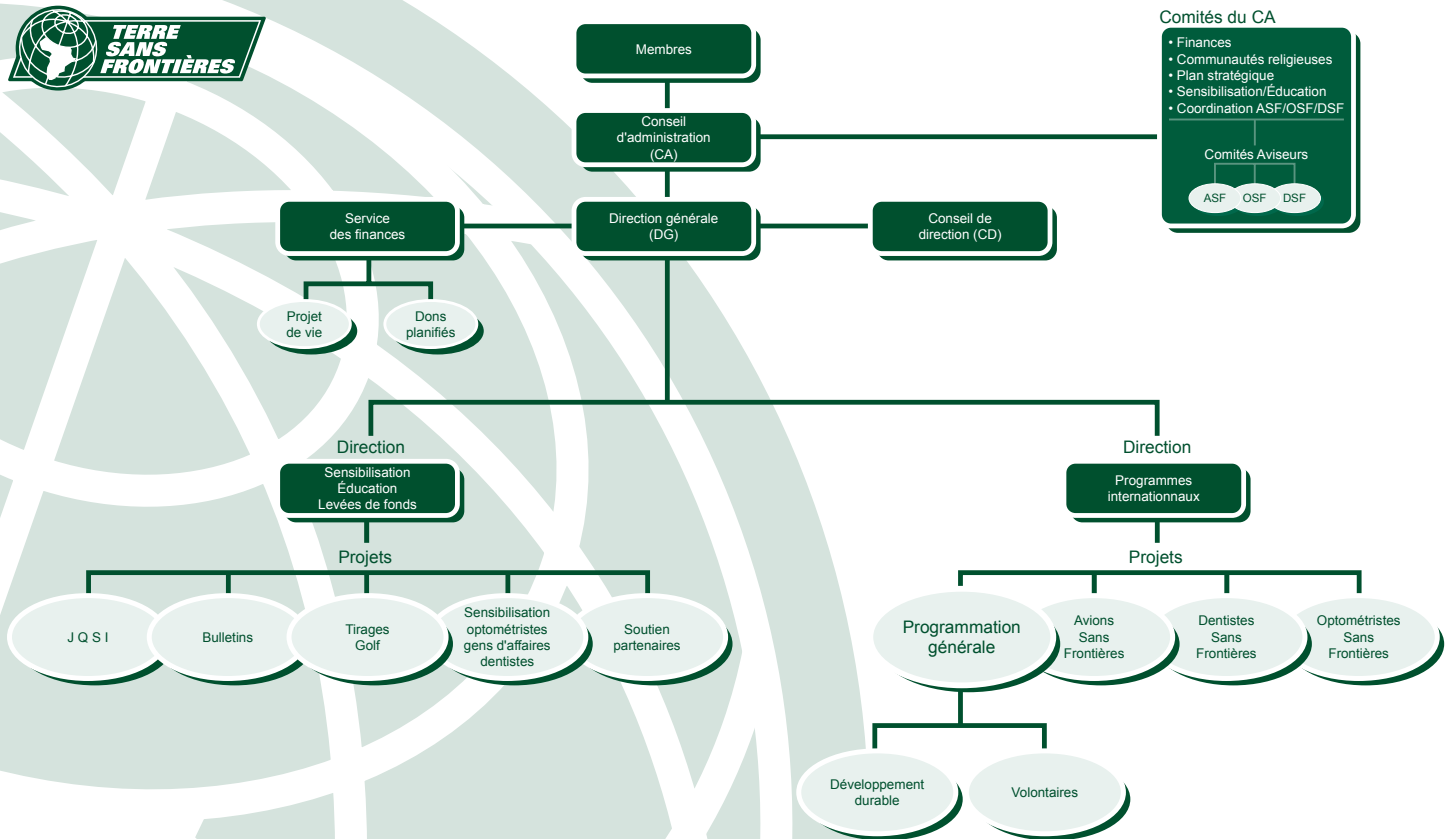 TERRE
SANS
FRONTIÈRES
Membres
Comités du CA
• Finances
• Communautés religieuses
• Plan stratégique
• Sensibilisation/Éducation
• Coordination ASF/OSF/DSF
Comités Aviseurs
ASF
OSF
DSF
Conseil
d'administration
(CA)
Service
des finances
Direction générale
(DG)
Conseil de
direction (CD)
Projet
de vie
Dons
planifiés
Direction
Sensibilisation
Éducation
Levées de fonds
Projets
J Q S I
Bulletins
Tirages
Golf
Sensibilisation
optométristes
gens d'affaires
dentistes
Soutien
partenaires
Direction
Programmes
internationnaux
Projets
Programmation
générale
Avions
Sans
Frontières
Dentistes
Sans
Frontières
Optométristes
Sans
Frontières
Développement
durable
Volontaires